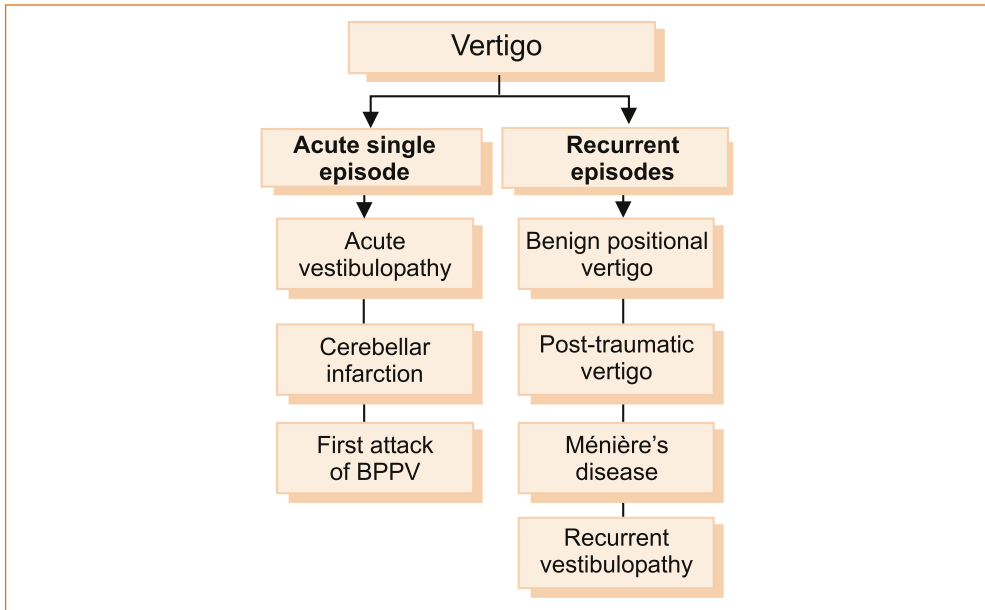 Vertigo
Acute single
episode
Acute
vestibulopathy
Cerebellar
infarction
First attack
of BPPV
Recurrent
episodes
Benign positional
vertigo
Post-traumatic
vertigo
Ménière’s
disease
Recurrent
vestibulopathy